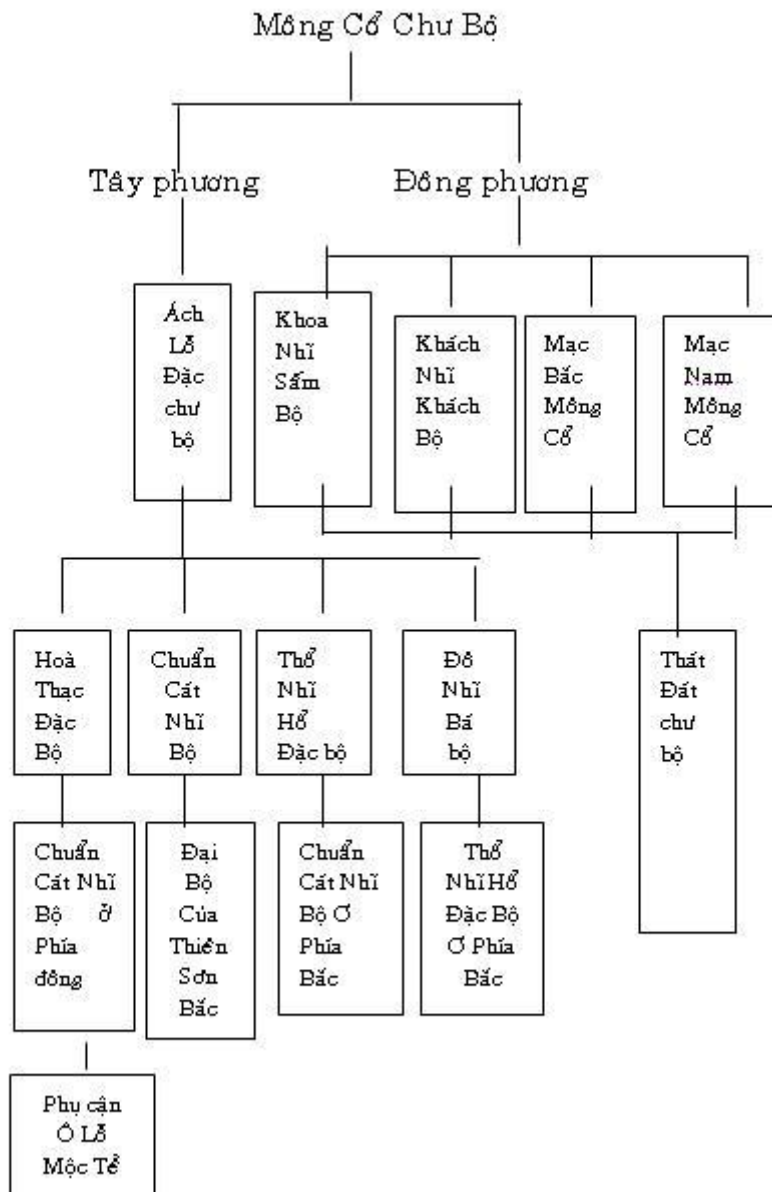 Mông Cổ Chư Bộ
Tây phương
Đông phương
Ách
Lỗ
Đặc
chư
bộ
Khoa
Nhĩ
Sấm
Bộ
Khách
Nhĩ
Khách
Bộ
Mạc
Bắc
Mông
Cổ
Mạc
Nam
Mông
Cổ
Hoà
Thạc
Đặc
Bộ
Chuẩn
Cát
Nhĩ
Bộ
Thổ
Nhĩ
Hổ
Đặc bộ
Đô
Nhĩ
Bá
bộ
Thát
Đát
chư
bộ
Chuẩn
Cát Nhĩ
Bộ ở
Phía
đông
Đại
Bộ
Của
Thiên
Sơn
Bắc
Chuẩn
Cát Nhĩ
Bộ Ơ
Phía
Bắc
Thổ
Nhĩ Hổ
Đặc Bộ
Ơ Phía
Bắc
Phụ cận
Ô Lỗ
Mộc Tề